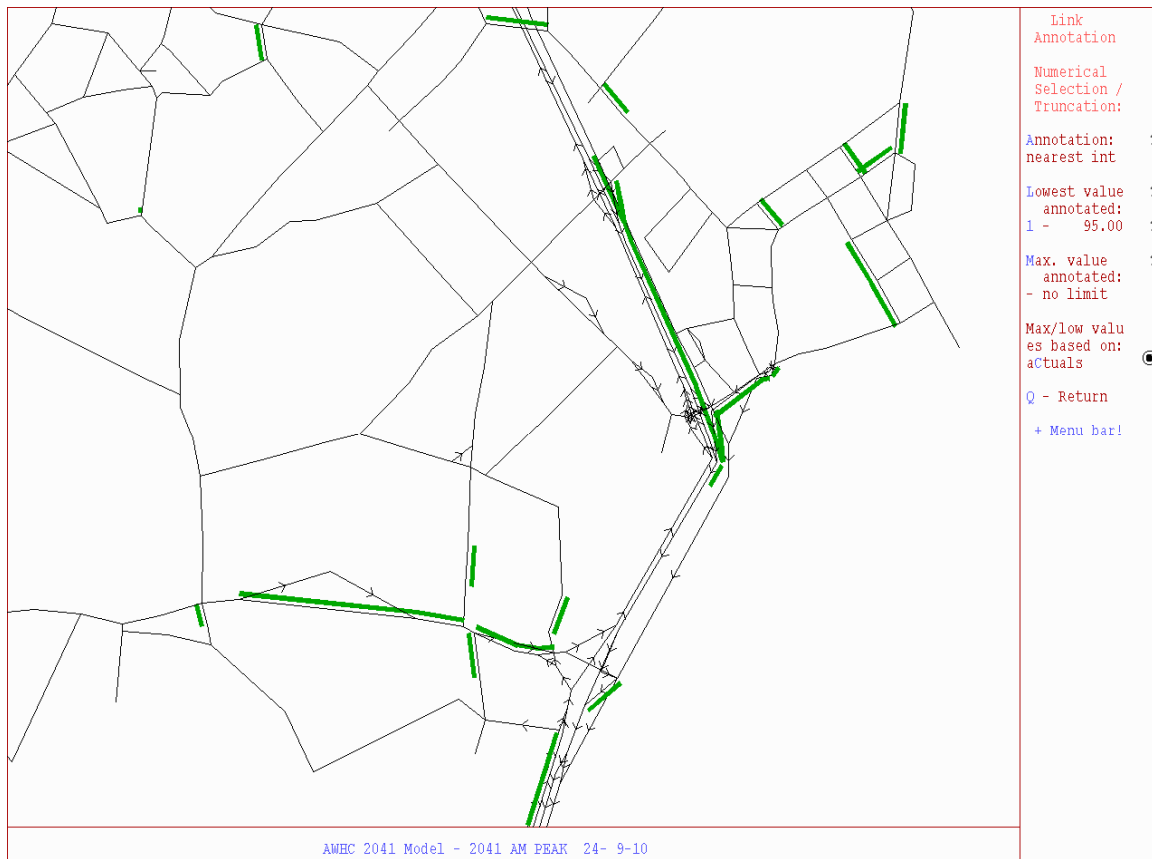 Link
Annotation
Numerical
Selection /
Truncation:
Annotation: ?
nearest int
Lowest value ?
annotated:
1 - 95.00 ?
Max. value ?
annotated:
- no limit
Max/low valu
es based on:
aCtuals
Q - Return
+ Menu bar!
AWHC 2041 Model - 2041 AM PEAK 24- 9-10